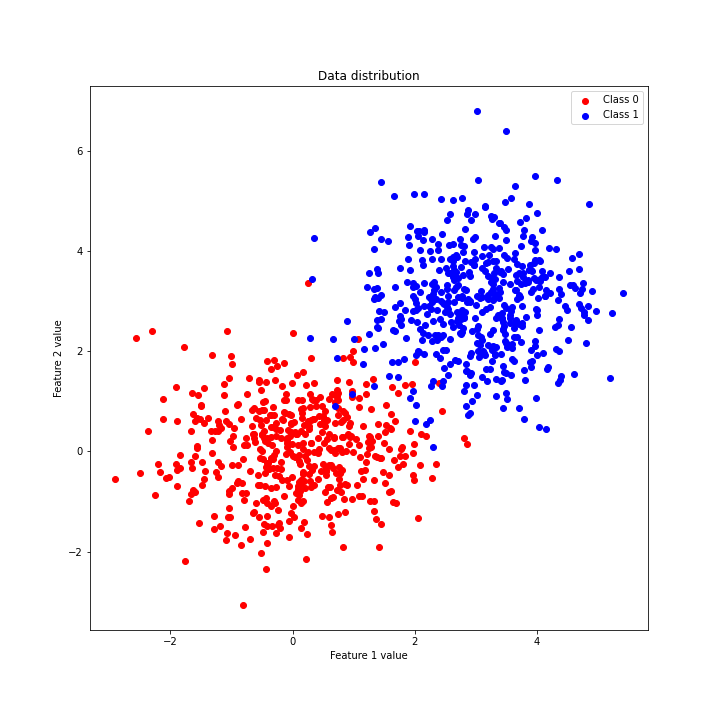 Data distribution
Class 0
Class 1
6
4
2
0
−2
Feature 2 value
−2
0
2
4
Feature 1 value